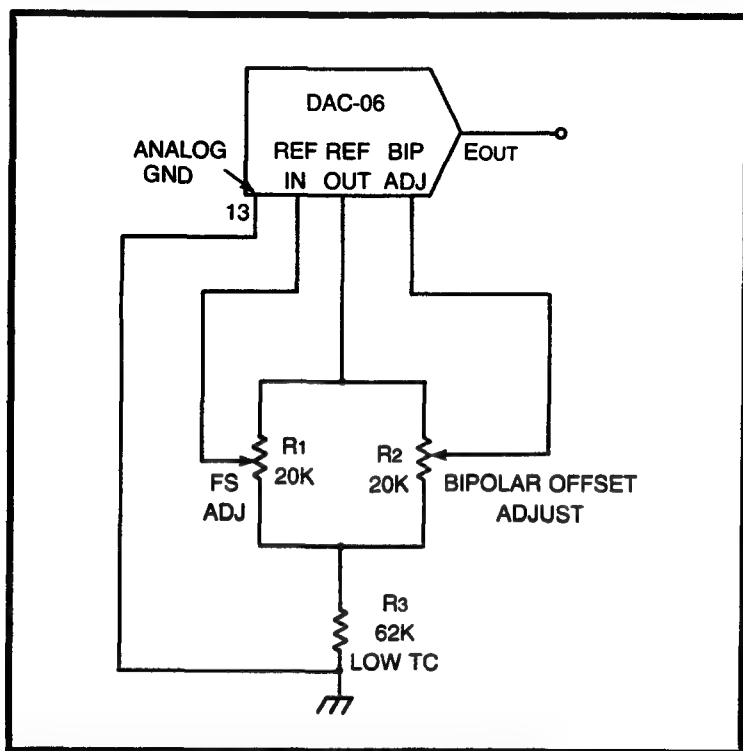 DAC-06
ANALOG
GND
REF REF BIP
IN OUT ADJ
EOUT
13
R1
20K
FS
ADJ
R2
20K
BIPOLAR OFFSET
ADJUST
R3
62K
LOW TC